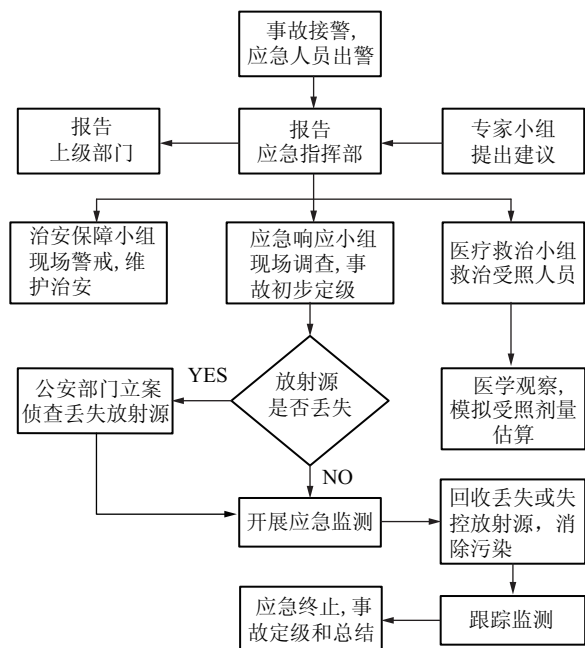 事故接警,
应急人员出警
报告
上级部门
报告
应急指挥部
专家小组
提出建议
治安保障小组
现场警戒, 维
护治安
应急响应小组
现场调查, 事
故初步定级
医疗救治小组
救治受照人员
公安部门立案
侦查丢失放射源
YES
放射源
是否丢失
医学观察,
模拟受照剂量
估算
NO
开展应急监测
回收丢失或失
控放射源，消
除污染
应急终止, 事
故定级和总结
跟踪监测